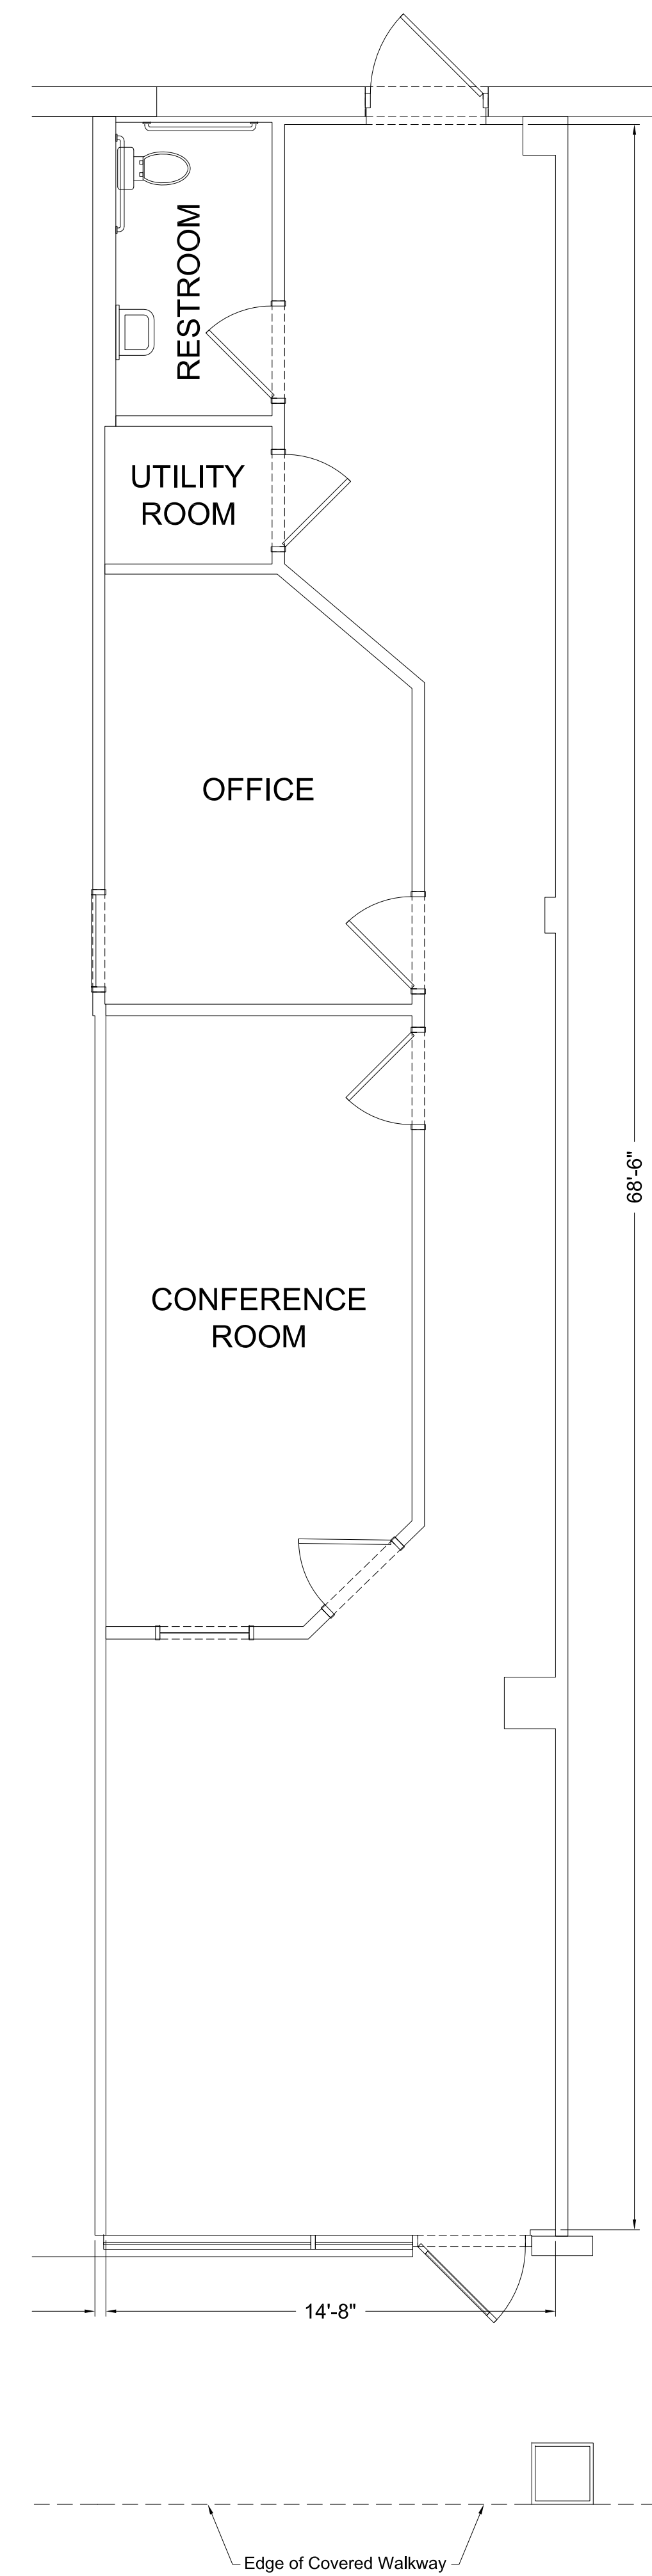 RESTROOM
UTILITY
ROOM
OFFICE
68'-6"
CONFERENCE
ROOM
14'-8"
Edge of Covered Walkway